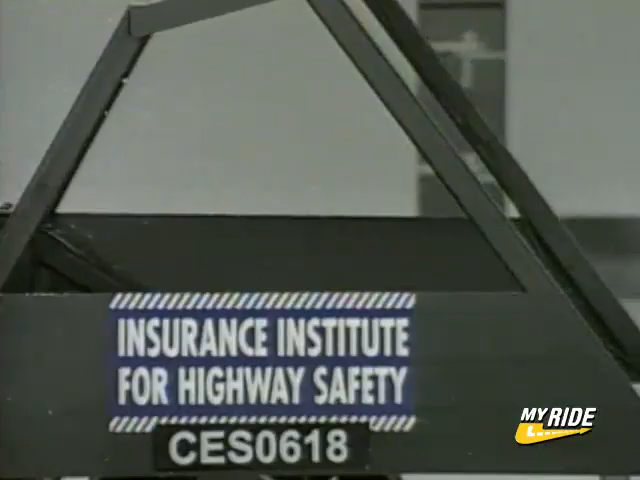 INSURANCE INSTITUTE
FOR HIGHWAY SAFETY
CES0618
MY RIDE